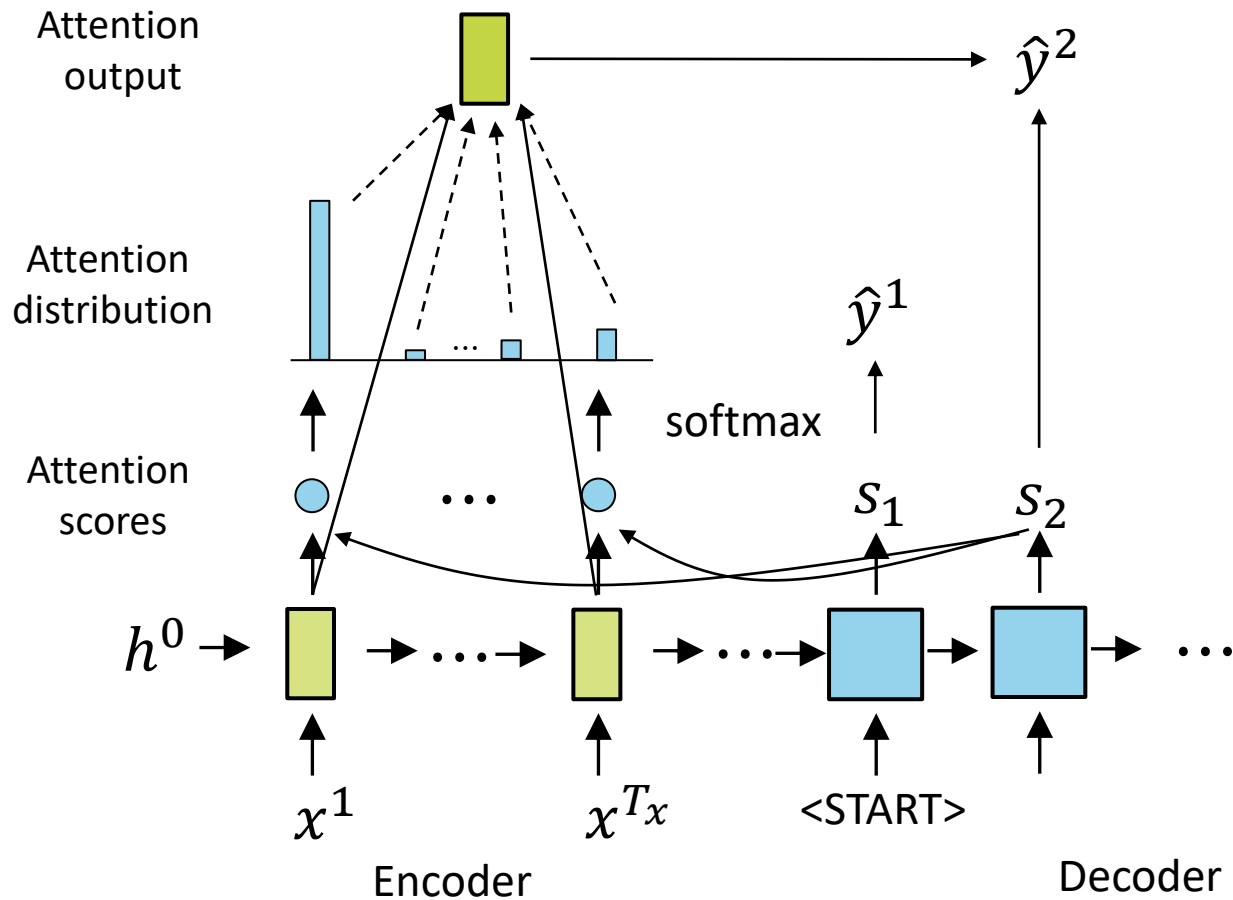 Attention
output
ŷ²
Attention
distribution
...
ŷ¹
softmax
Attention
scores
...
s₁
s₂
h⁰
...
...
...
x¹
x^{T_x}
<START>
Encoder
Decoder